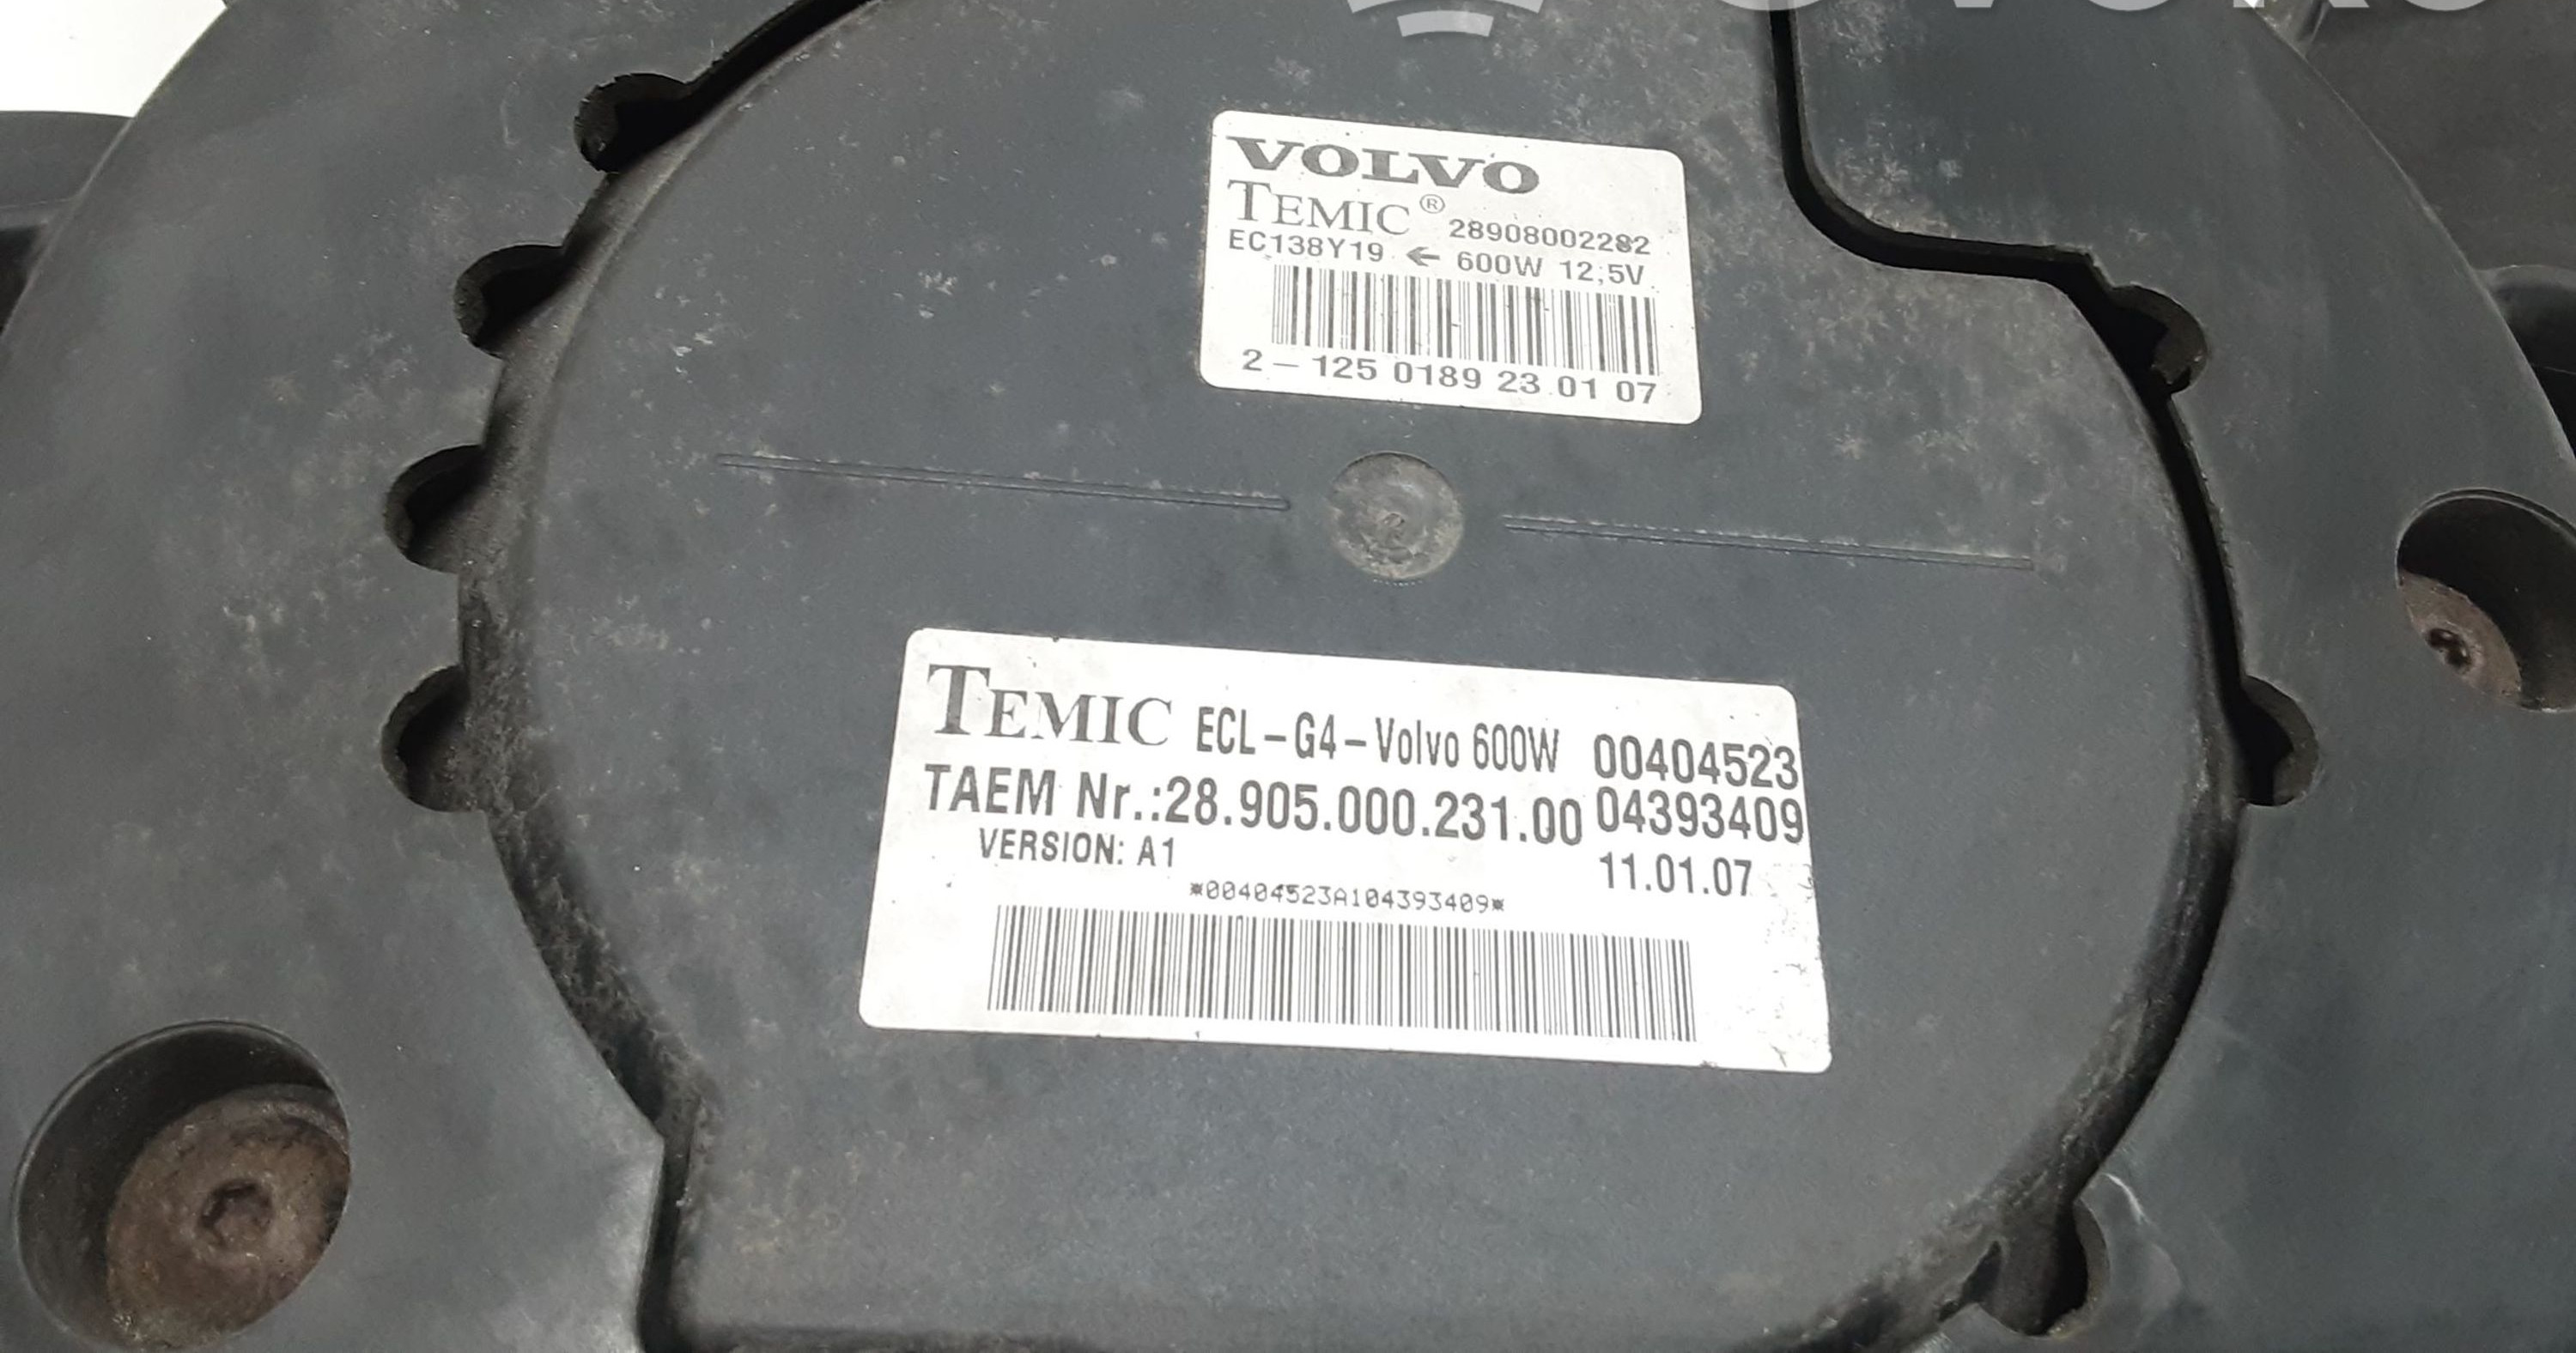 VOLVO
TEMIC® 28908002282
EC138Y19 ← 600W 12,5V
2-125 0189 23.01 07
TEMIC ECL-G4-Volvo 600W 00404523
TAEM Nr.:28.905.000.231.00 04393409
VERSION: A1 11.01.07
*00404523A104393409*